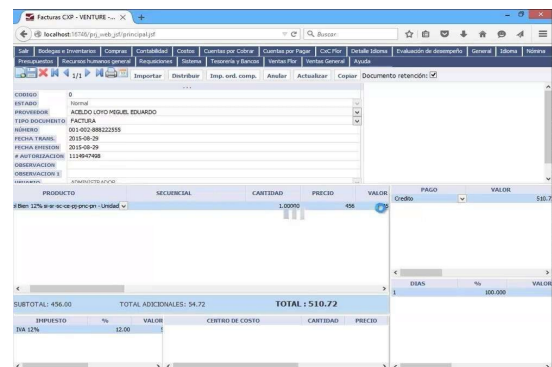 Facturas CXP - VENTURE -...
localhost:16746/prj_web_jsf/principal.jsf
Buscar
Salir Bodegas e Inventarios Compras Contabilidad Costos Cuentas por Cobrar Cuentas por Pagar CxC Flor Detalle Idioma Evaluación de desempeño General Idioma Nómina
Presupuestos Recursos humanos general Requisiciones Sistema Tesorería y Bancos Ventas Flor Ventas General Ayuda
1/1 Importar Distribuir Imp. ord. comp. Anular Actualizar Copiar Documento retención:
CODIGO 0
ESTADO Normal
PROVEEDOR ACELDO LOYO MIGUEL EDUARDO
TIPO DOCUMENTO FACTURA
NÚMERO 001-002-888222555
FECHA TRANS. 2015-08-29
FECHA EMISION 2015-08-29
# AUTORIZACION 1114947498
OBSERVACION
OBSERVACION 1
USUARIO ADMINISTRADOR
PRODUCTO SECUENCIAL CANTIDAD PRECIO VALOR
Bien 12% si-sr-sc-ce-pj-pnc-pn - Unidad 1.00000 456
PAGO VALOR
Credito 510.7
DIAS % VALOR
1 100.000
SUBTOTAL: 456.00 TOTAL ADICIONALES: 54.72 TOTAL : 510.72
IMPUESTO % VALOR
IVA 12% 12.00
CENTRO DE COSTO CANTIDAD PRECIO